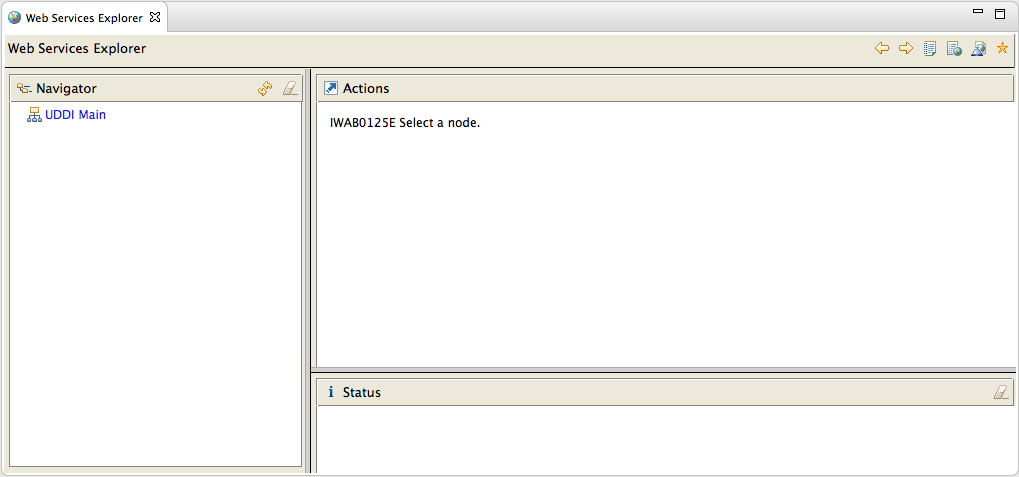 Web Services Explorer
Web Services Explorer
Navigator
UDDI Main
Actions
IWAB0125E Select a node.
Status